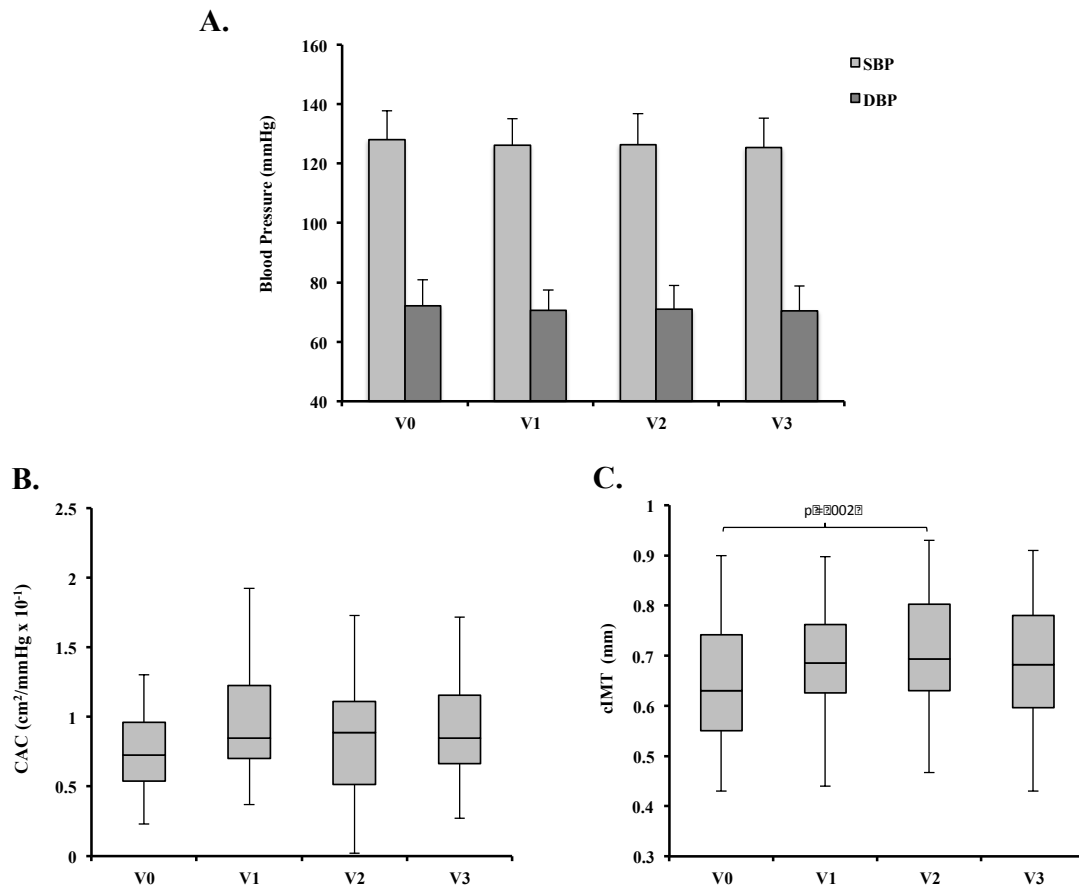 A.
160
140
120
100
80
60
40
Blood Pressure (mmHg)
SBP
DBP
V0 V1 V2 V3
B.
2.5
2
1.5
1
0.5
0
CAC (cm²/mmHg x 10⁻¹)
V0 V1 V2 V3
C.
1
0.9
0.8
0.7
0.6
0.5
0.4
0.3
cIMT (mm)
V0 V1 V2 V3